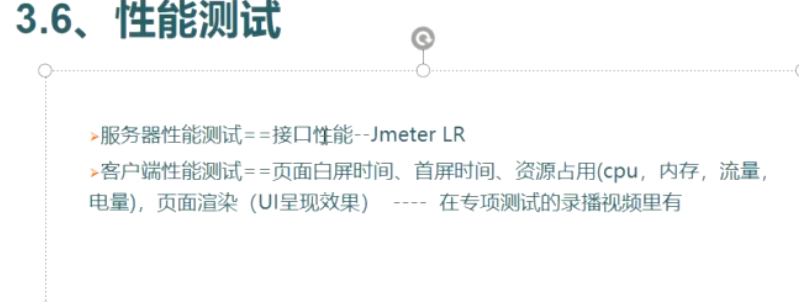 3.6、性能测试
➢服务器性能测试==接口性能--Jmeter LR
➢客户端性能测试==页面白屏时间、首屏时间、资源占用(cpu，内存，流量，
电量)，页面渲染（UI呈现效果） ---- 在专项测试的录播视频里有